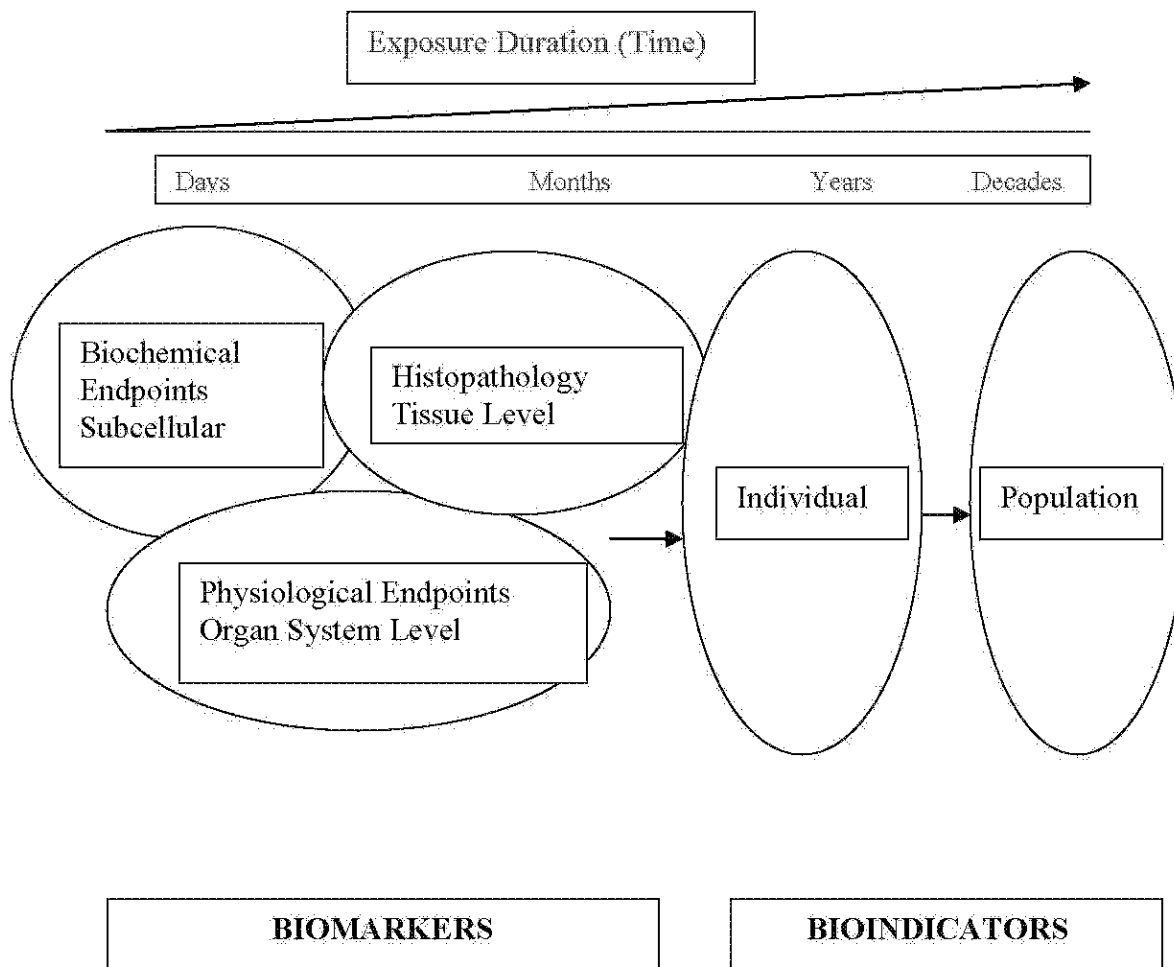 Exposure Duration (Time)
Days Months Years Decades
Biochemical
Endpoints
Subcellular
Histopathology
Tissue Level
Individual
Population
Physiological Endpoints
Organ System Level
BIOMARKERS
BIOINDICATORS